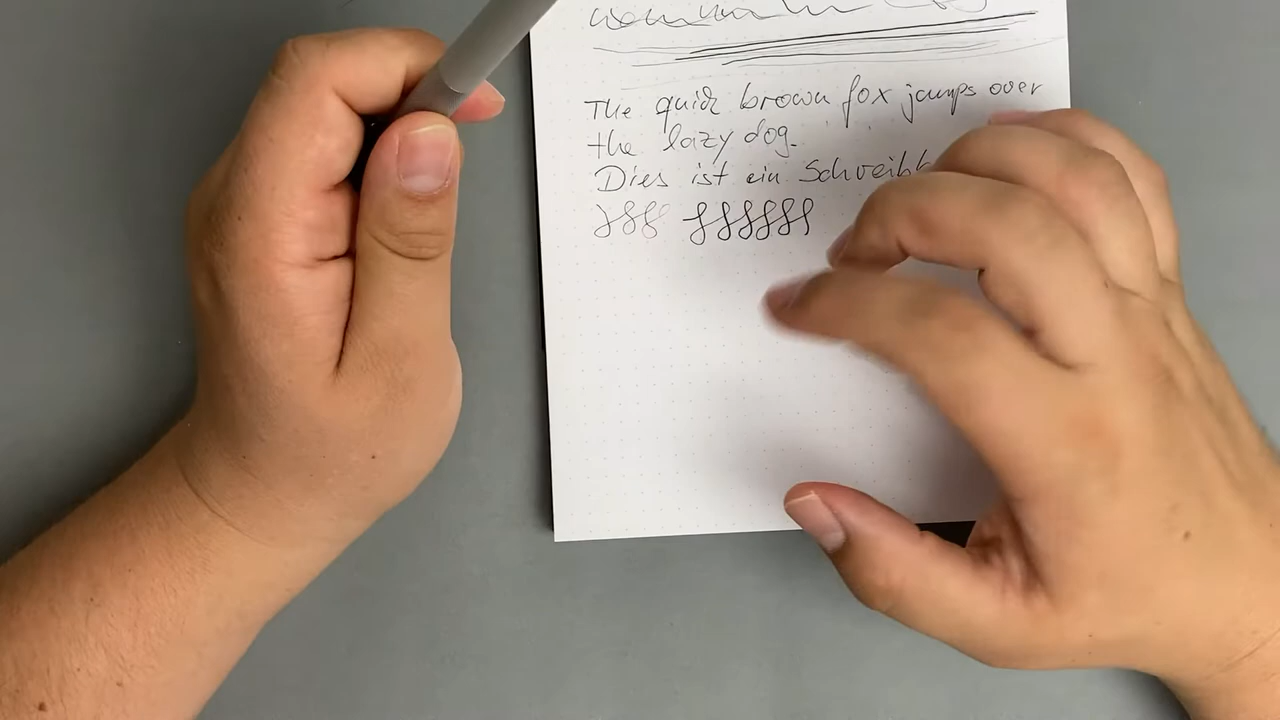 The quick brown fox jumps over
the lazy dog.
Dies ist ein